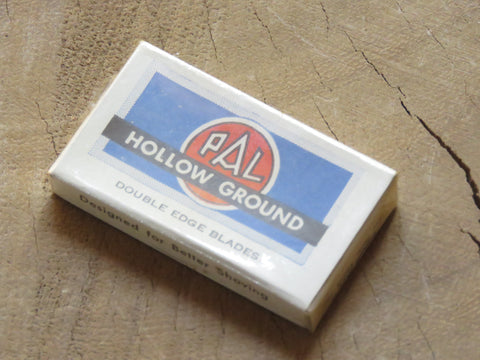 PAL
HOLLOW GROUND
DOUBLE EDGE BLADES
Designed for Better Shaving